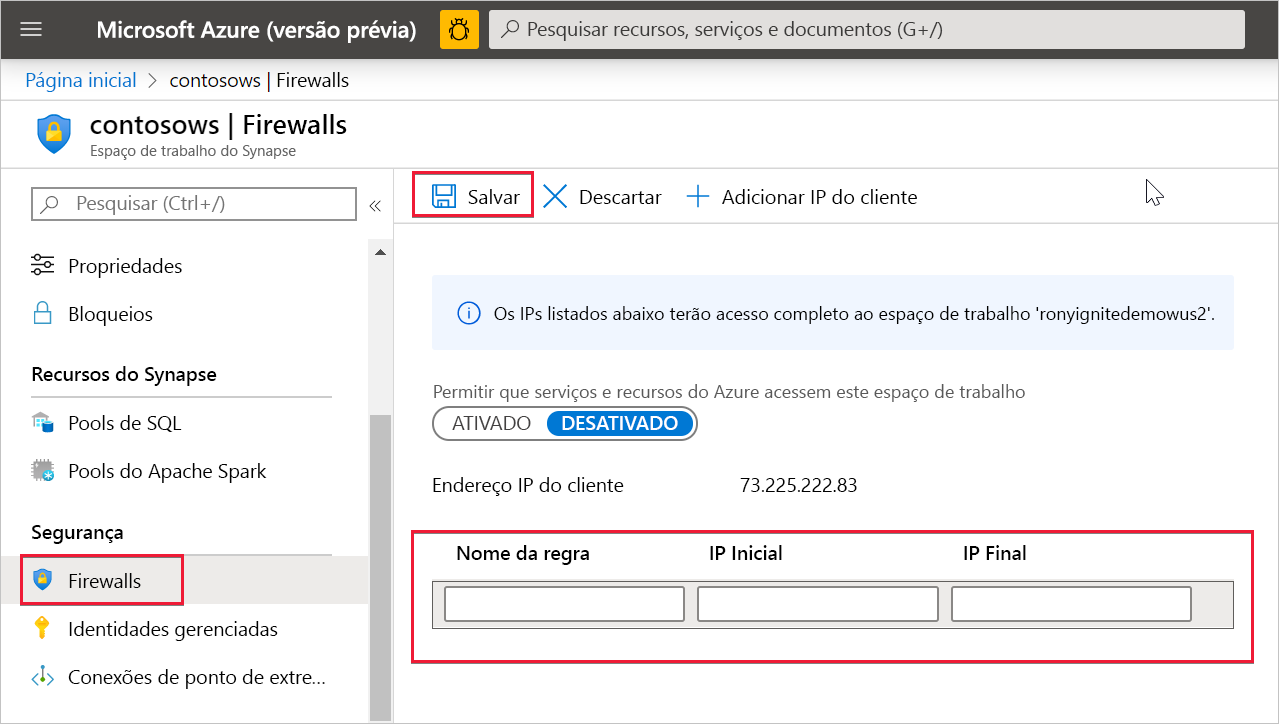 Microsoft Azure (versão prévia)
Pesquisar recursos, serviços e documentos (G+/)
Página inicial > contosows | Firewalls
contosows | Firewalls
Espaço de trabalho do Synapse
Pesquisar (Ctrl+/)
«
Propriedades
Bloqueios
Recursos do Synapse
Pools de SQL
Pools do Apache Spark
Segurança
Firewalls
Identidades gerenciadas
Conexões de ponto de extre...
Salvar
Descartar
Adicionar IP do cliente
Os IPs listados abaixo terão acesso completo ao espaço de trabalho 'ronyignitedemowus2'.
Permitir que serviços e recursos do Azure acessem este espaço de trabalho
ATIVADO DESATIVADO
Endereço IP do cliente 73.225.222.83
Nome da regra IP Inicial IP Final